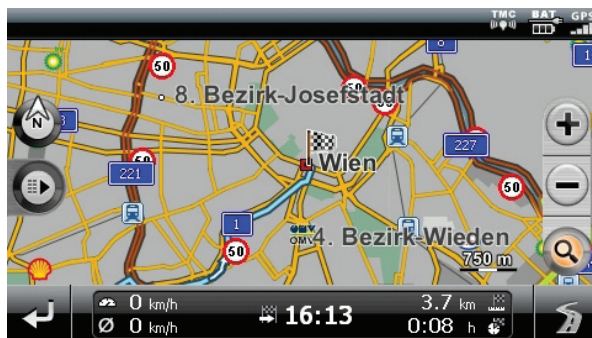 TMC BAT GPS
8
1
50
8. Bezirk-Josefstadt
N
227
Wien
221
50
1
OMV 4. Bezirk-Wieden
50
750 m
0 km/h 16:13 3.7 km
Ø 0 km/h 0:08 h